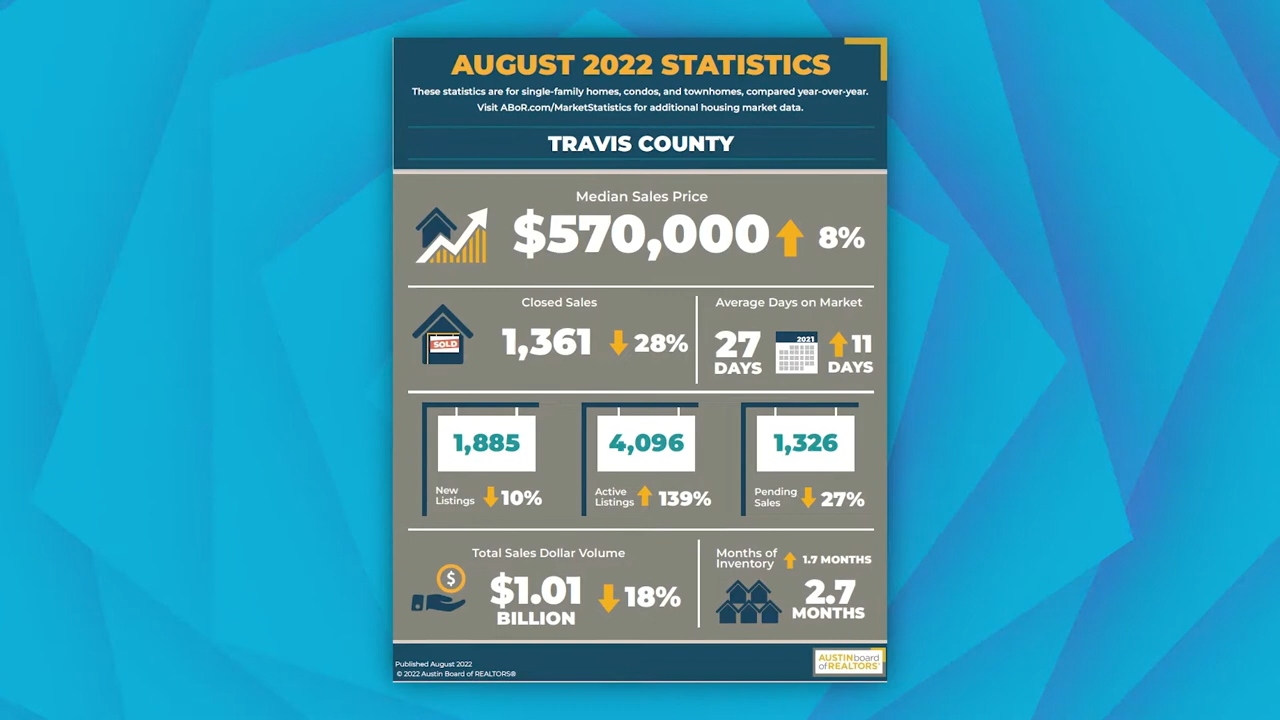 AUGUST 2022 STATISTICS
These statistics are for single-family homes, condos, and townhomes, compared year-over-year.
Visit ABoR.com/MarketStatistics for additional housing market data.
TRAVIS COUNTY
Median Sales Price
$570,000 8%
Closed Sales
SOLD
1,361 28%
Average Days on Market
27
DAYS
2021
11
DAYS
1,885
New
Listings
10%
4,096
Active
Listings
139%
1,326
Pending
Sales
27%
Total Sales Dollar Volume
$
$1.01
BILLION
18%
Months of
Inventory
1.7 MONTHS
2.7
MONTHS
Published August 2022
© 2022 Austin Board of REALTORS®
AUSTINboard
ofREALTORS®